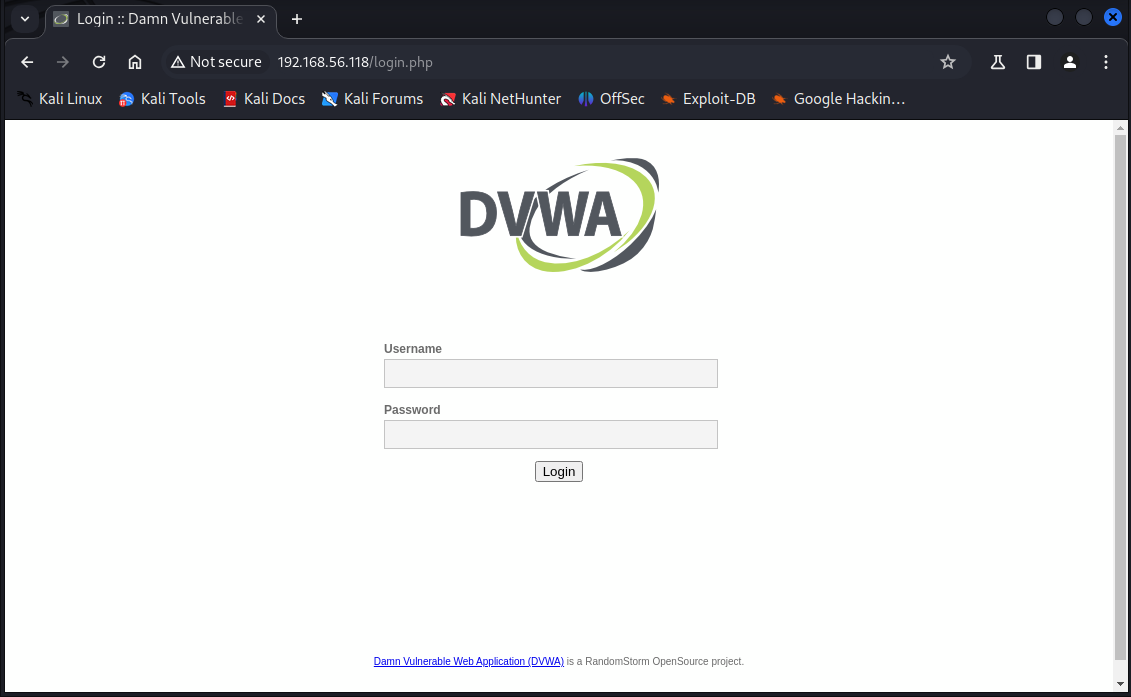 Login :: Damn Vulnerable
Not secure 192.168.56.118/login.php
Kali Linux Kali Tools Kali Docs Kali Forums Kali NetHunter OffSec Exploit-DB Google Hackin…
DVWA
Username
Password
Login
Damn Vulnerable Web Application (DVWA) is a RandomStorm OpenSource project.